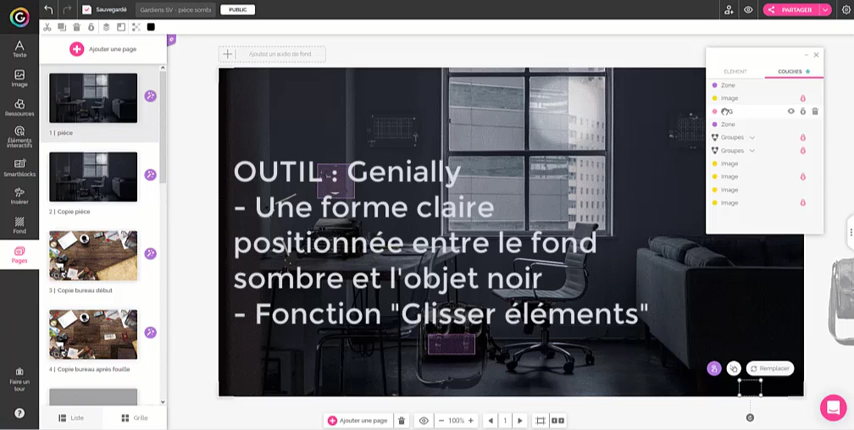 Sauvegardé
Gardiens SV - pièce sombr
PUBLIC
PARTAGER
Texte
Image
Ressources
Éléments interactifs
Smartblocks
Insérer
Fond
Pages
Faire un tour
Ajouter une page
1 | pièce
2 | Copie pièce
3 | Copie bureau début
4 | Copie bureau après fouille
Liste
Grille
Ajouter un audio de fond
OUTIL : Genially
- Une forme claire
positionnée entre le fond
sombre et l'objet noir
- Fonction "Glisser éléments"
ELEMENT
COUCHES
Zone
Image
Zone
Groupes
Groupes
Image
Image
Image
Image
Remplacer
Ajouter une page
100%
1